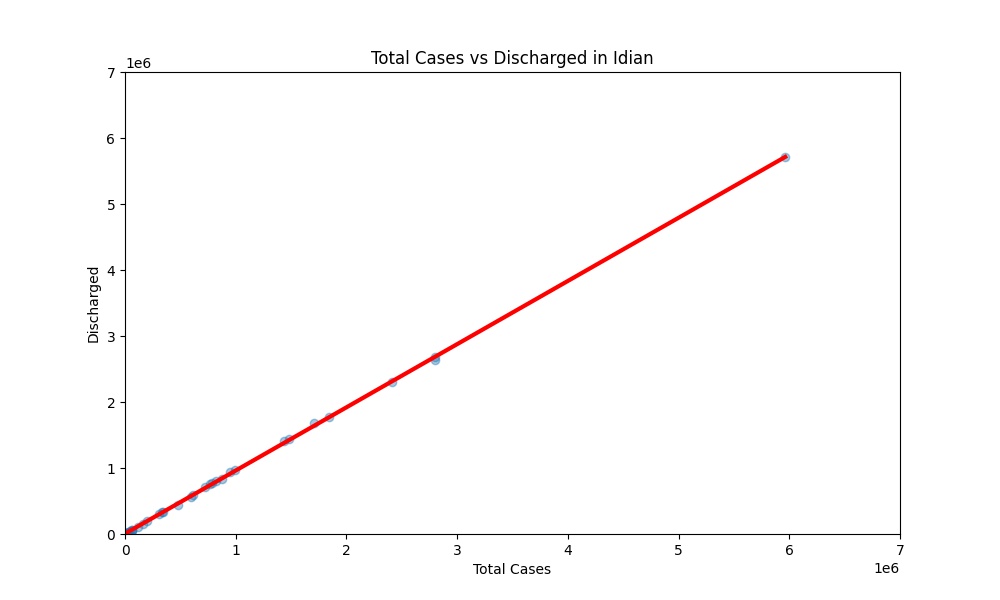 Total Cases vs Discharged in Idian
1e6
7
6
5
4
3
2
1
0
Discharged
0 1 2 3 4 5 6 7
Total Cases
1e6